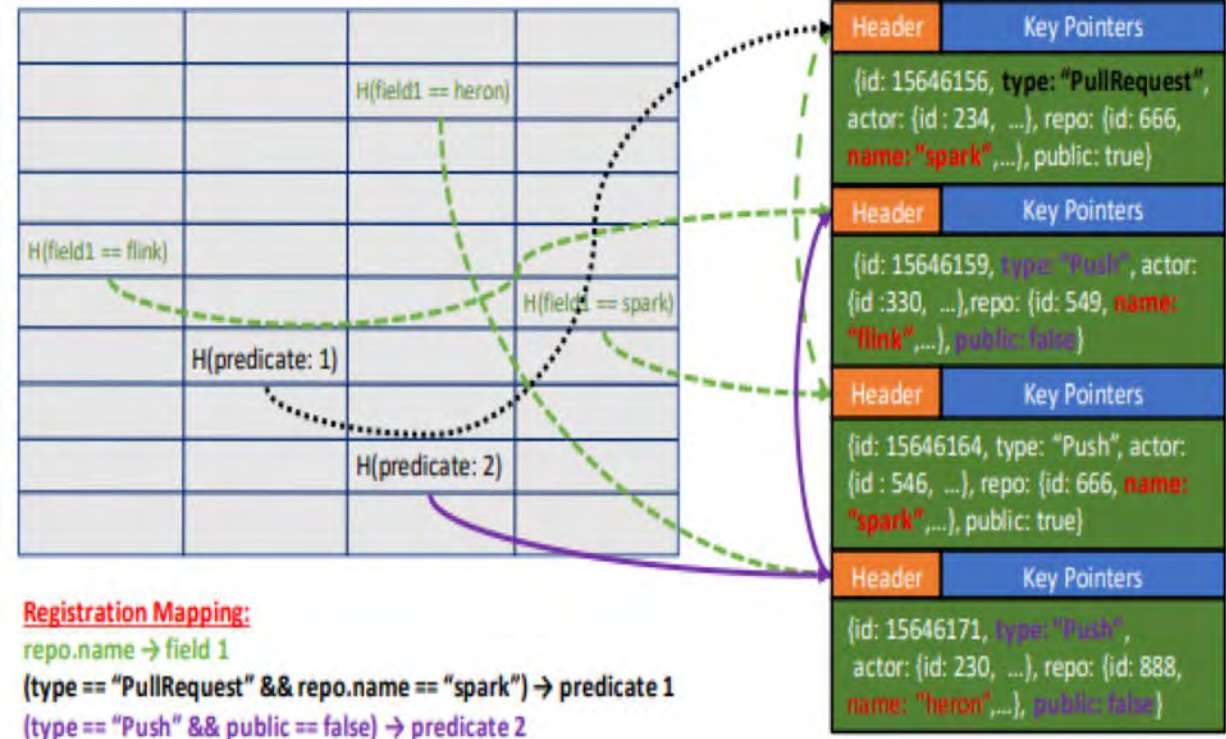 H(field1 == heron)
H(field1 == flink)
H(field1 == spark)
H(predicate: 1)
H(predicate: 2)
Header Key Pointers
{id: 15646156, type: “PullRequest”,
actor: {id : 234, ...}, repo: {id: 666,
name: “spark”,...}, public: true}
Header Key Pointers
{id: 15646159, type: “Push”, actor:
{id :330, ...},repo: {id: 549, name:
“flink”,...}, public: false}
Header Key Pointers
{id: 15646164, type: “Push”, actor:
{id : 546, ...}, repo: {id: 666, name:
“spark”,...}, public: true}
Header Key Pointers
{id: 15646171, type: “Push”,
actor: {id: 230, ...}, repo: {id: 888,
name: “heron”,...}, public: false}
Registration Mapping:
repo.name → field 1
(type == “PullRequest” && repo.name == “spark”) → predicate 1
(type == “Push” && public == false) → predicate 2